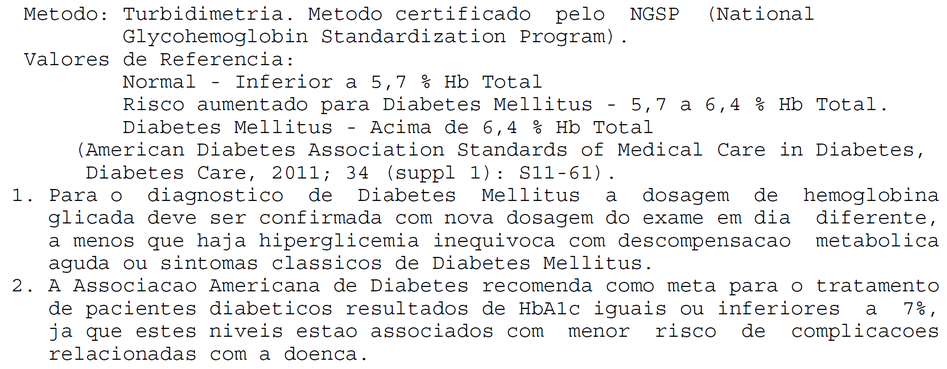 Metodo: Turbidimetria. Metodo certificado pelo NGSP (National
Glycohemoglobin Standardization Program).
Valores de Referencia:
Normal - Inferior a 5,7 % Hb Total
Risco aumentado para Diabetes Mellitus - 5,7 a 6,4 % Hb Total.
Diabetes Mellitus - Acima de 6,4 % Hb Total
(American Diabetes Association Standards of Medical Care in Diabetes,
Diabetes Care, 2011; 34 (suppl 1): S11-61).
1. Para o diagnostico de Diabetes Mellitus a dosagem de hemoglobina
glicada deve ser confirmada com nova dosagem do exame em dia diferente,
a menos que haja hiperglicemia inequivoca com descompensacao metabolica
aguda ou sintomas classicos de Diabetes Mellitus.
2. A Associacao Americana de Diabetes recomenda como meta para o tratamento
de pacientes diabeticos resultados de HbA1c iguais ou inferiores a 7%,
ja que estes niveis estao associados com menor risco de complicacoes
relacionadas com a doenca.